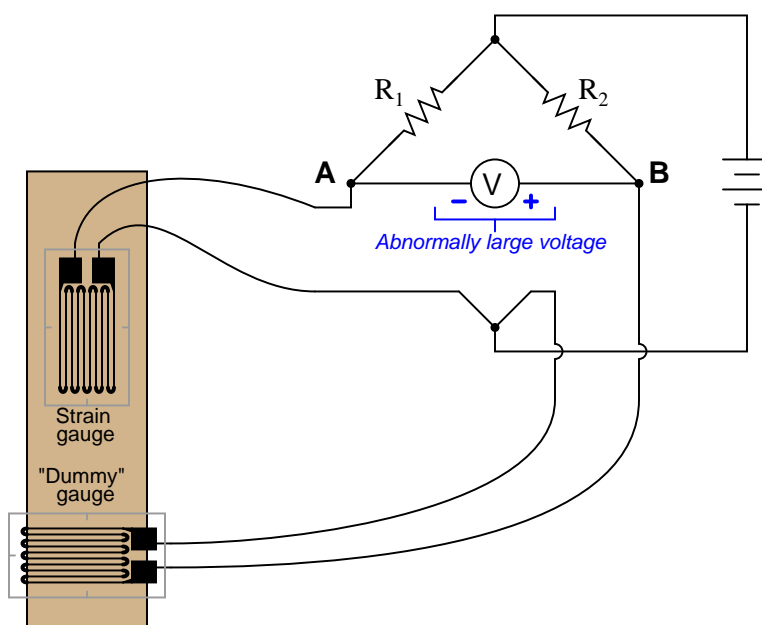 R1
R2
A
V
B
− +
Abnormally large voltage
Strain
gauge
"Dummy"
gauge